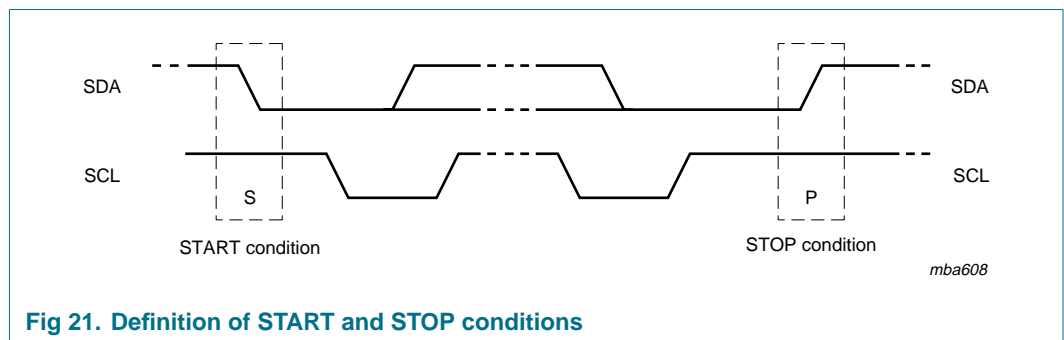 SDA
SDA
SCL
SCL
S
P
START condition
STOP condition
mba608
Fig 21. Definition of START and STOP conditions